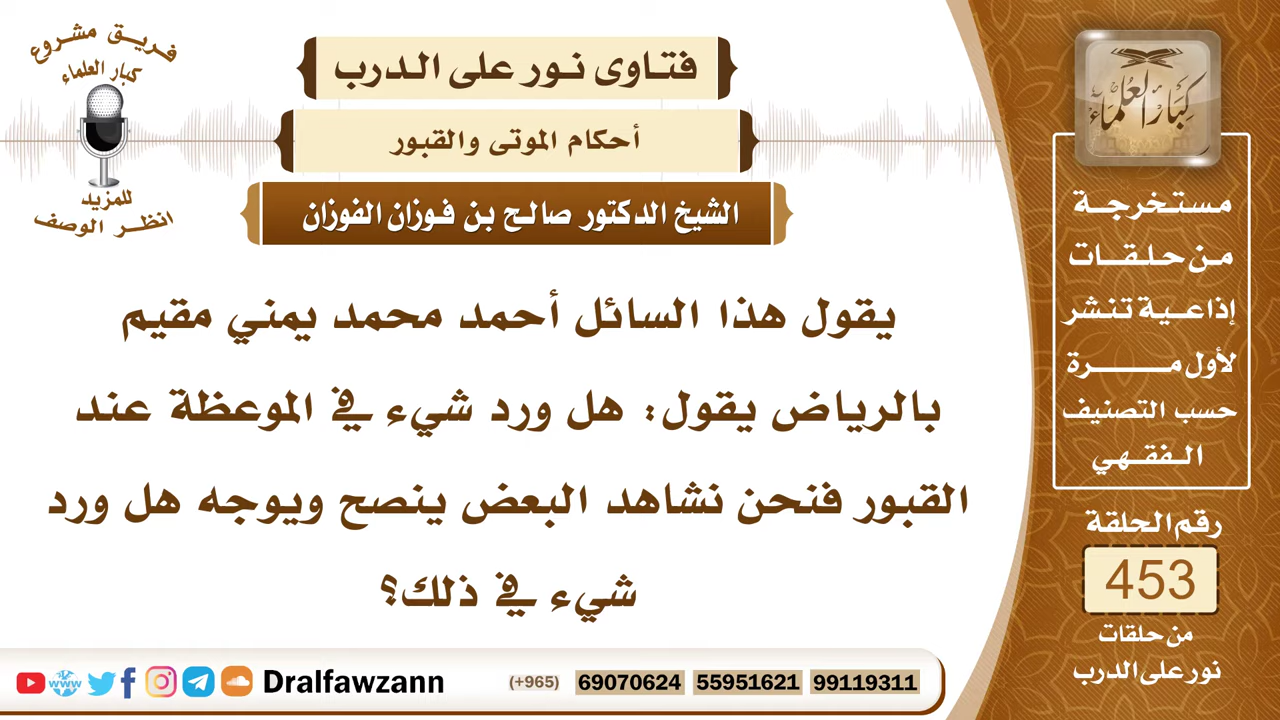 فريق مشروع
كبار العلماء
للمزيد
انظر الوصف
فتاوى نور على الدرب
أحكام الموتى والقبور
الشيخ الدكتور صالح بن فوزان الفوزان
يقول هذا السائل أحمد محمد يمني مقيم
بالرياض يقول: هل ورد شيء في الموعظة عند
القبور فنحن نشاهد البعض ينصح ويوجه هل ورد
شيء في ذلك؟
كبار العلماء
مستخرجة
من حلقات
إذاعية تنشر
لأول مرة
حسب التصنيف
الفقهي
رقم الحلقة
453
من حلقات
نور على الدرب
www
Dralfawzann (+965) 69070624 55951621 99119311